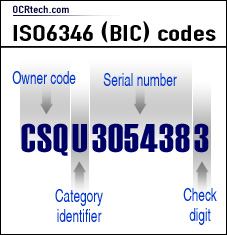 OCRtech.com
ISO6346 (BIC) codes
Owner code
Serial number
CSQU3054383
Category
identifier
Check
digit